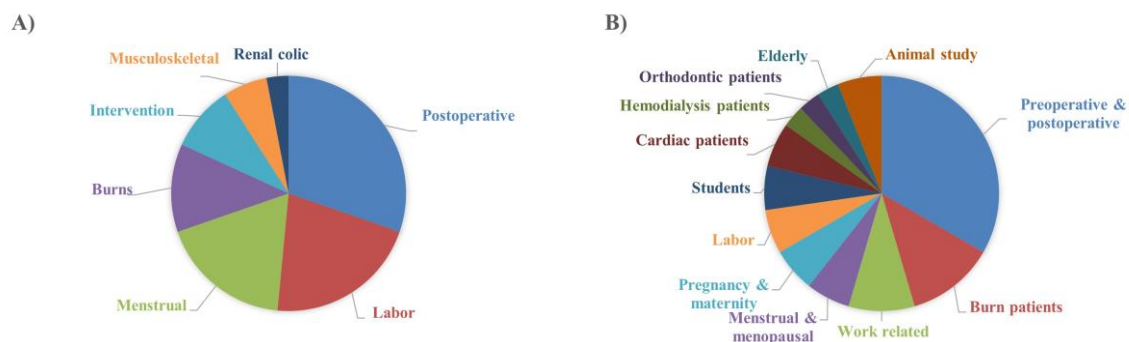 A)
Musculoskeletal
Renal colic
Intervention
Postoperative
Burns
Menstrual
Labor
B)
Elderly
Animal study
Orthodontic patients
Hemodialysis patients
Preoperative &
postoperative
Cardiac patients
Students
Labor
Pregnancy &
maternity
Burn patients
Menstrual &
menopausal
Work related